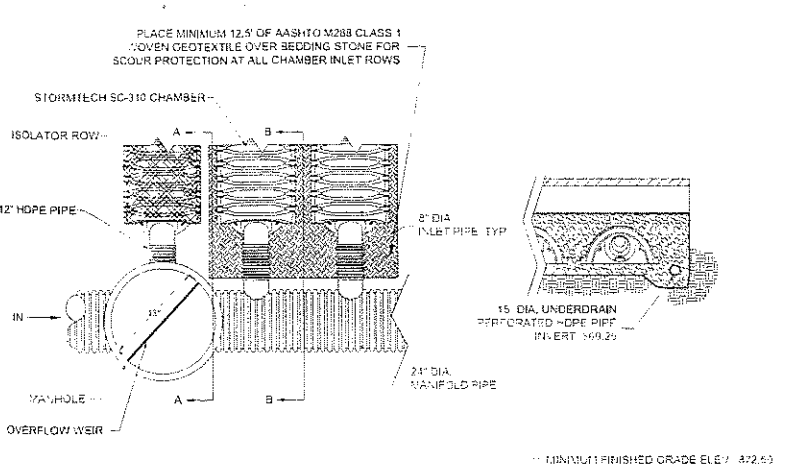 PLACE MINIMUM 12.5' OF AASHTO M288 CLASS 1
WOVEN GEOTEXTILE OVER BEDDING STONE FOR
SCOUR PROTECTION AT ALL CHAMBER INLET ROWS
STORMTECH SC-310 CHAMBER
ISOLATOR ROW
A
B
12" HDPE PIPE
8" DIA
INLET PIPE TYP
IN
15" DIA. UNDERDRAIN
PERFORATED HDPE PIPE
INVERT
24" DIA.
MANIFOLD PIPE
MANHOLE
A
B
OVERFLOW WEIR
MINIMUM FINISHED GRADE ELEV